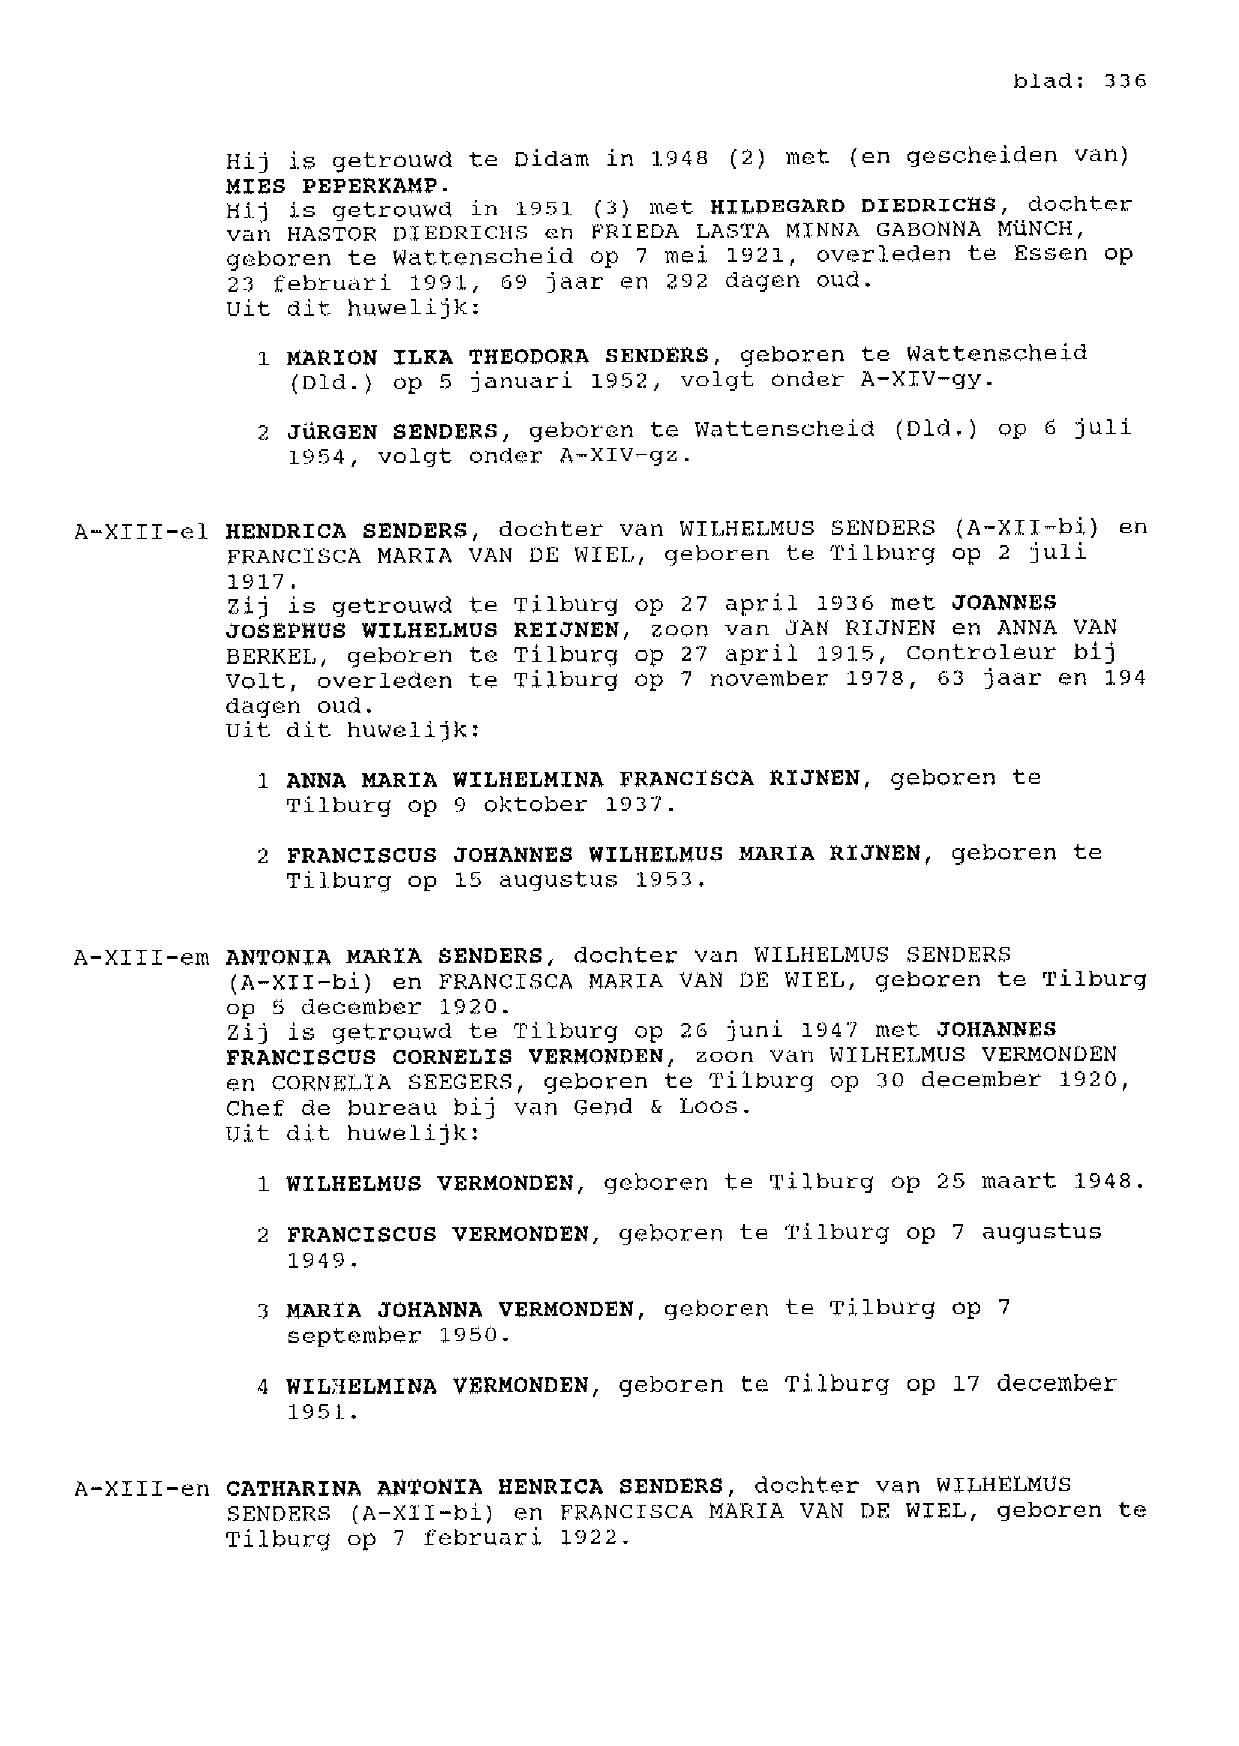 blad: 336
Hij is getrouwd te Didam in 1948 (2) met (en gescheiden van)
MIES PEPERKAMP.
Hij is getrouwd in 1951 (3) met HILDEGARD DIEDRICHS, dochter
van HASTOR DIEDRICHS en FRIEDA LASTA MINNA GABONNA MüNCH,
geboren te Wattenscheid op 7 mei 1921, overleden te Essen op
23 februari 1991, 69 jaar en 292 dagen oud.
Uit dit huwelijk:
1 MARION ILKA THEODORA SENDERS, geboren te Wattenscheid
(Dld.) op 5 januari 1952, volgt onder A-XIV-gy.
2 JüRGEN SENDERS, geboren te Wattenscheid (Dld.) op 6 juli
1954, volgt onder A-XIV-gz.
A-XIII-el HENDRICA SENDERS, dochter van WILHELMUS SENDERS (A-XII-bi) en
FRANCISCA MARIA VAN DE WIEL, geboren te Tilburg op 2 juli
1917.
Zij is getrouwd te Tilburg op 27 april 1936 met JOANNES
JOSEPHUS WILHELMUS REIJNEN, zoon van JAN RIJNEN en ANNA VAN
BERKEL, geboren te Tilburg op 27 april 1915, Controleur bij
Volt, overleden te Tilburg op 7 november 1978, 63 jaar en 194
dagen oud.
Uit dit huwelijk:
1 ANNA MARIA WILHELMINA FRANCISCA RIJNEN, geboren te
Tilburg op 9 oktober 1937.
2 FRANCISCUS JOHANNES WILHELMUS MARIA RIJNEN, geboren te
Tilburg op 15 augustus 1953.
A-XIII-em ANTONIA MARIA SENDERS, dochter van WILHELMUS SENDERS
(A-XII-bi) en FRANCISCA MARIA VAN DE WIEL, geboren te Tilburg
op 5 december 1920.
Zij is getrouwd te Tilburg op 26 juni 1947 met JOHANNES
FRANCISCUS CORNELIS VERMONDEN, zoon van WILHELMUS VERMONDEN
en CORNELIA SEEGERS, geboren te Tilburg op 30 december 1920,
Chef de bureau bij van Gend & Loos.
Uit dit huwelijk:
1 WILHELMUS VERMONDEN, geboren te Tilburg op 25 maart 1948.
2 FRANCISCUS VERMONDEN, geboren te Tilburg op 7 augustus
1949.
3 MARIA JOHANNA VERMONDEN, geboren te Tilburg op 7
september 1950.
4 WILHELMINA VERMONDEN, geboren te Tilburg op 17 december
1951.
A-XIII-en CATHARINA ANTONIA HENRICA SENDERS, dochter van WILHELMUS
SENDERS (A-XII-bi) en FRANCISCA MARIA VAN DE WIEL, geboren te
Tilburg op 7 februari 1922.